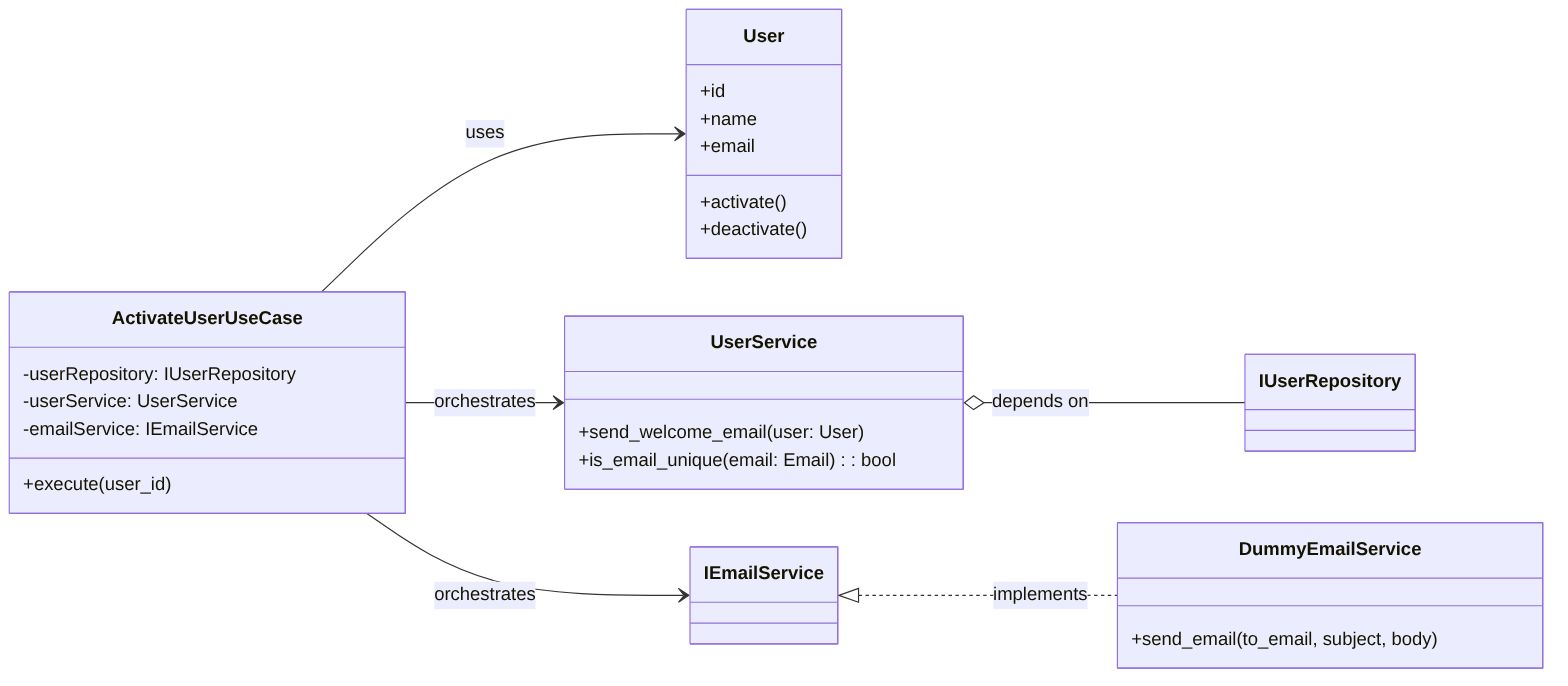 User
+id
+name
+email
+activate()
+deactivate()
uses
ActivateUserUseCase
-userRepository: IUserRepository
-userService: UserService
-emailService: IEmailService
+execute(user_id)
orchestrates
UserService
+send_welcome_email(user: User)
+is_email_unique(email: Email) : : bool
depends on
IUserRepository
orchestrates
IEmailService
implements
DummyEmailService
+send_email(to_email, subject, body)